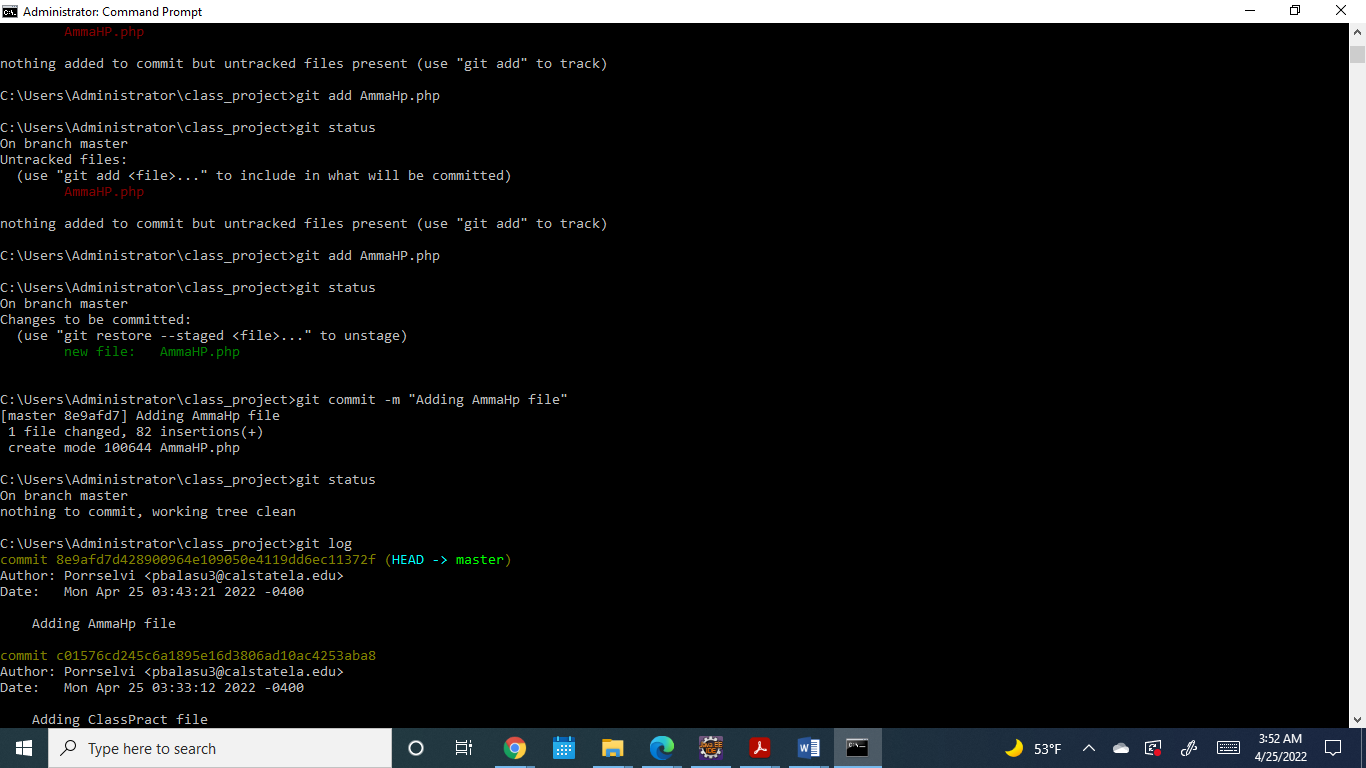 Administrator: Command Prompt
        AmmaHP.php
nothing added to commit but untracked files present (use "git add" to track)
C:\Users\Administrator\class_project>git add AmmaHp.php
C:\Users\Administrator\class_project>git status
On branch master
Untracked files:
  (use "git add <file>..." to include in what will be committed)
        AmmaHP.php
nothing added to commit but untracked files present (use "git add" to track)
C:\Users\Administrator\class_project>git add AmmaHP.php
C:\Users\Administrator\class_project>git status
On branch master
Changes to be committed:
  (use "git restore --staged <file>..." to unstage)
        new file:   AmmaHP.php
C:\Users\Administrator\class_project>git commit -m "Adding AmmaHp file"
[master 8e9afd7] Adding AmmaHp file
 1 file changed, 82 insertions(+)
 create mode 100644 AmmaHP.php
C:\Users\Administrator\class_project>git status
On branch master
nothing to commit, working tree clean
C:\Users\Administrator\class_project>git log
commit 8e9afd7d428900964e109050e4119dd6ec11372f (HEAD -> master)
Author: Porrselvi <pbalasu3@calstatela.edu>
Date:   Mon Apr 25 03:43:21 2022 -0400
    Adding AmmaHp file
commit c01576cd245c6a1895e16d3806ad10ac4253aba8
Author: Porrselvi <pbalasu3@calstatela.edu>
Date:   Mon Apr 25 03:33:12 2022 -0400
    Adding ClassPract file
Type here to search
53°F
3:52 AM
4/25/2022